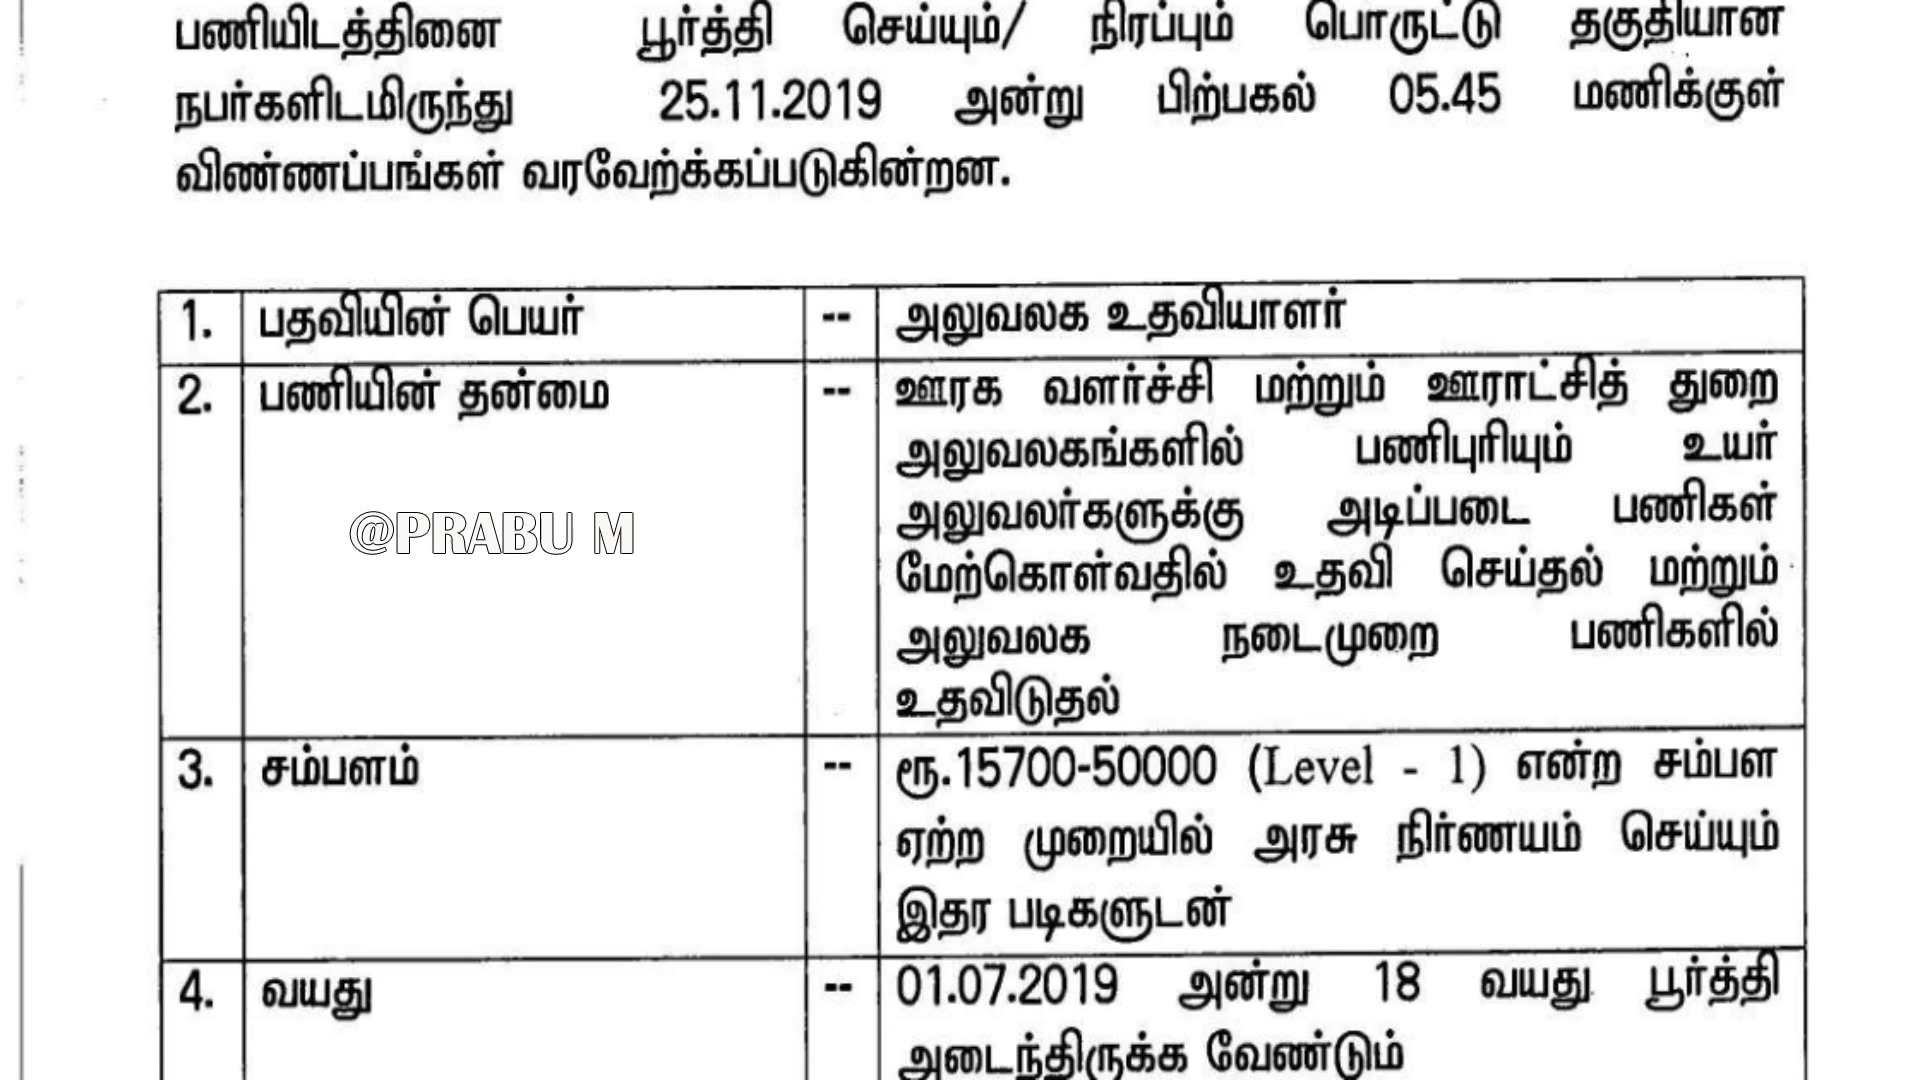 பணியிடத்தினை பூர்த்தி செய்யும்/ நிரப்பும் பொருட்டு தகுதியான
நபர்களிடமிருந்து 25.11.2019 அன்று பிற்பகல் 05.45 மணிக்குள்
விண்ணப்பங்கள் வரவேற்க்கப்படுகின்றன.
1. பதவியின் பெயர் -- அலுவலக உதவியாளர்
2. பணியின் தன்மை -- ஊரக வளர்ச்சி மற்றும் ஊராட்சித் துறை
அலுவலகங்களில் பணிபுரியும் உயர்
அலுவலர்களுக்கு அடிப்படை பணிகள்
@PRABU M
மேற்கொள்வதில் உதவி செய்தல் மற்றும்
அலுவலக நடைமுறை பணிகளில்
உதவிடுதல்
3. சம்பளம் -- ரூ.15700-50000 (Level - 1) என்ற சம்பள
ஏற்ற முறையில் அரசு நிர்ணயம் செய்யும்
இதர படிகளுடன்
4. வயது -- 01.07.2019 அன்று 18 வயது பூர்த்தி
அடைந்திருக்க வேண்டும்